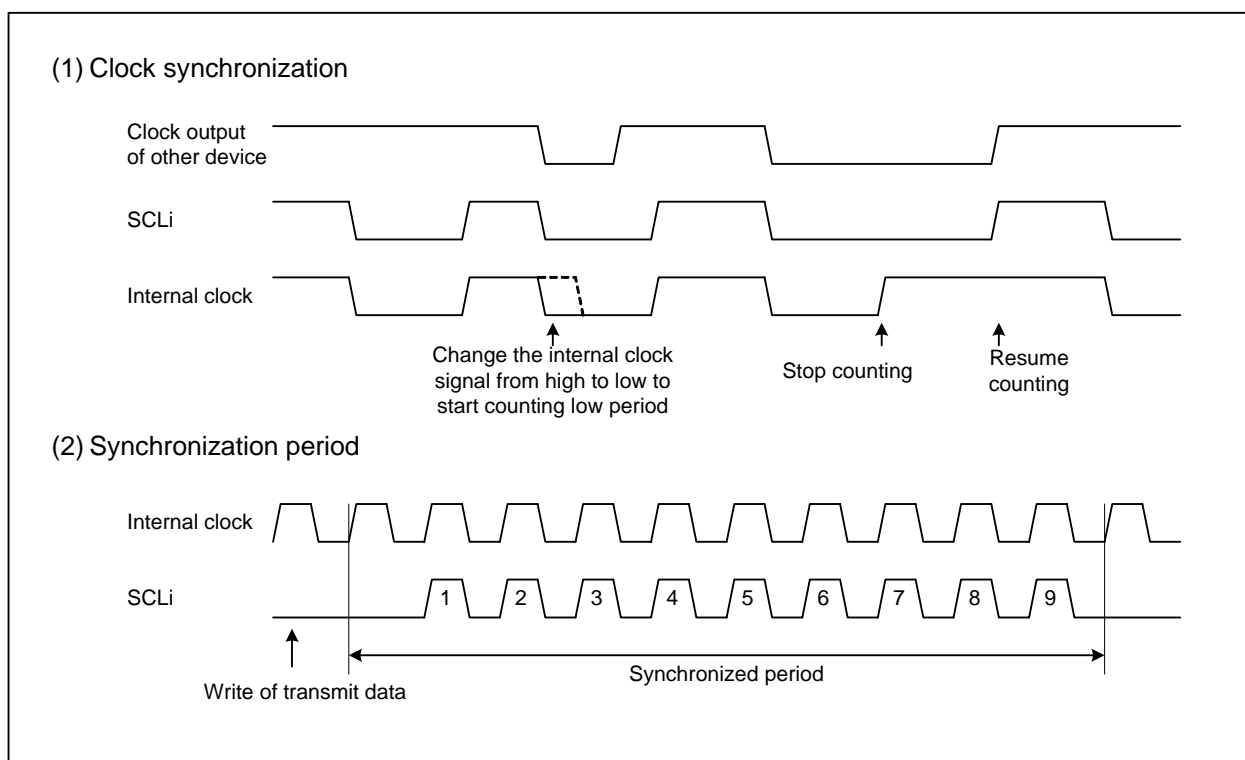 (1) Clock synchronization
Clock output
of other device
SCLi
Internal clock
Change the internal clock
signal from high to low to
start counting low period
Stop counting
Resume
counting
(2) Synchronization period
Internal clock
SCLi
1 2 3 4 5 6 7 8 9
Synchronized period
Write of transmit data